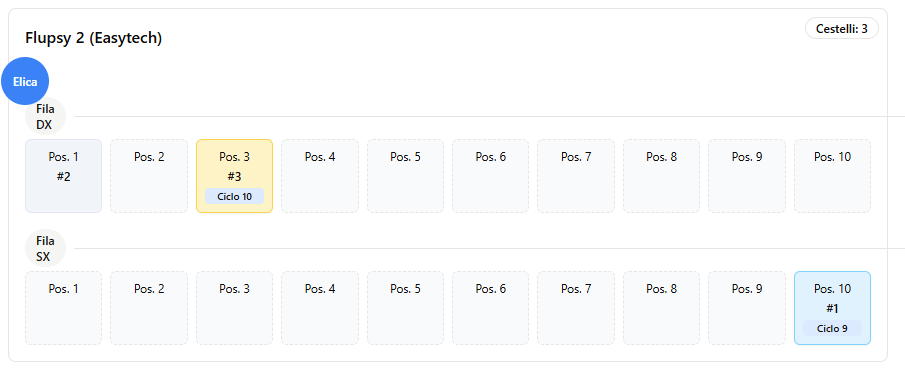 Flupsy 2 (Easytech)
Cestelli: 3
Elica
Fila
DX
Pos. 1
#2
Pos. 2
Pos. 3
#3
Ciclo 10
Pos. 4
Pos. 5
Pos. 6
Pos. 7
Pos. 8
Pos. 9
Pos. 10
Fila
SX
Pos. 1
Pos. 2
Pos. 3
Pos. 4
Pos. 5
Pos. 6
Pos. 7
Pos. 8
Pos. 9
Pos. 10
#1
Ciclo 9